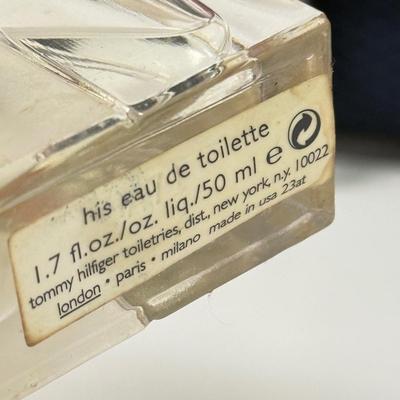 his eau de toilette
1.7 fl.oz./oz. liq./50 ml e
tommy hilfiger toiletries, dist., new york, n.y. 10022
london • paris • milano made in usa 23at